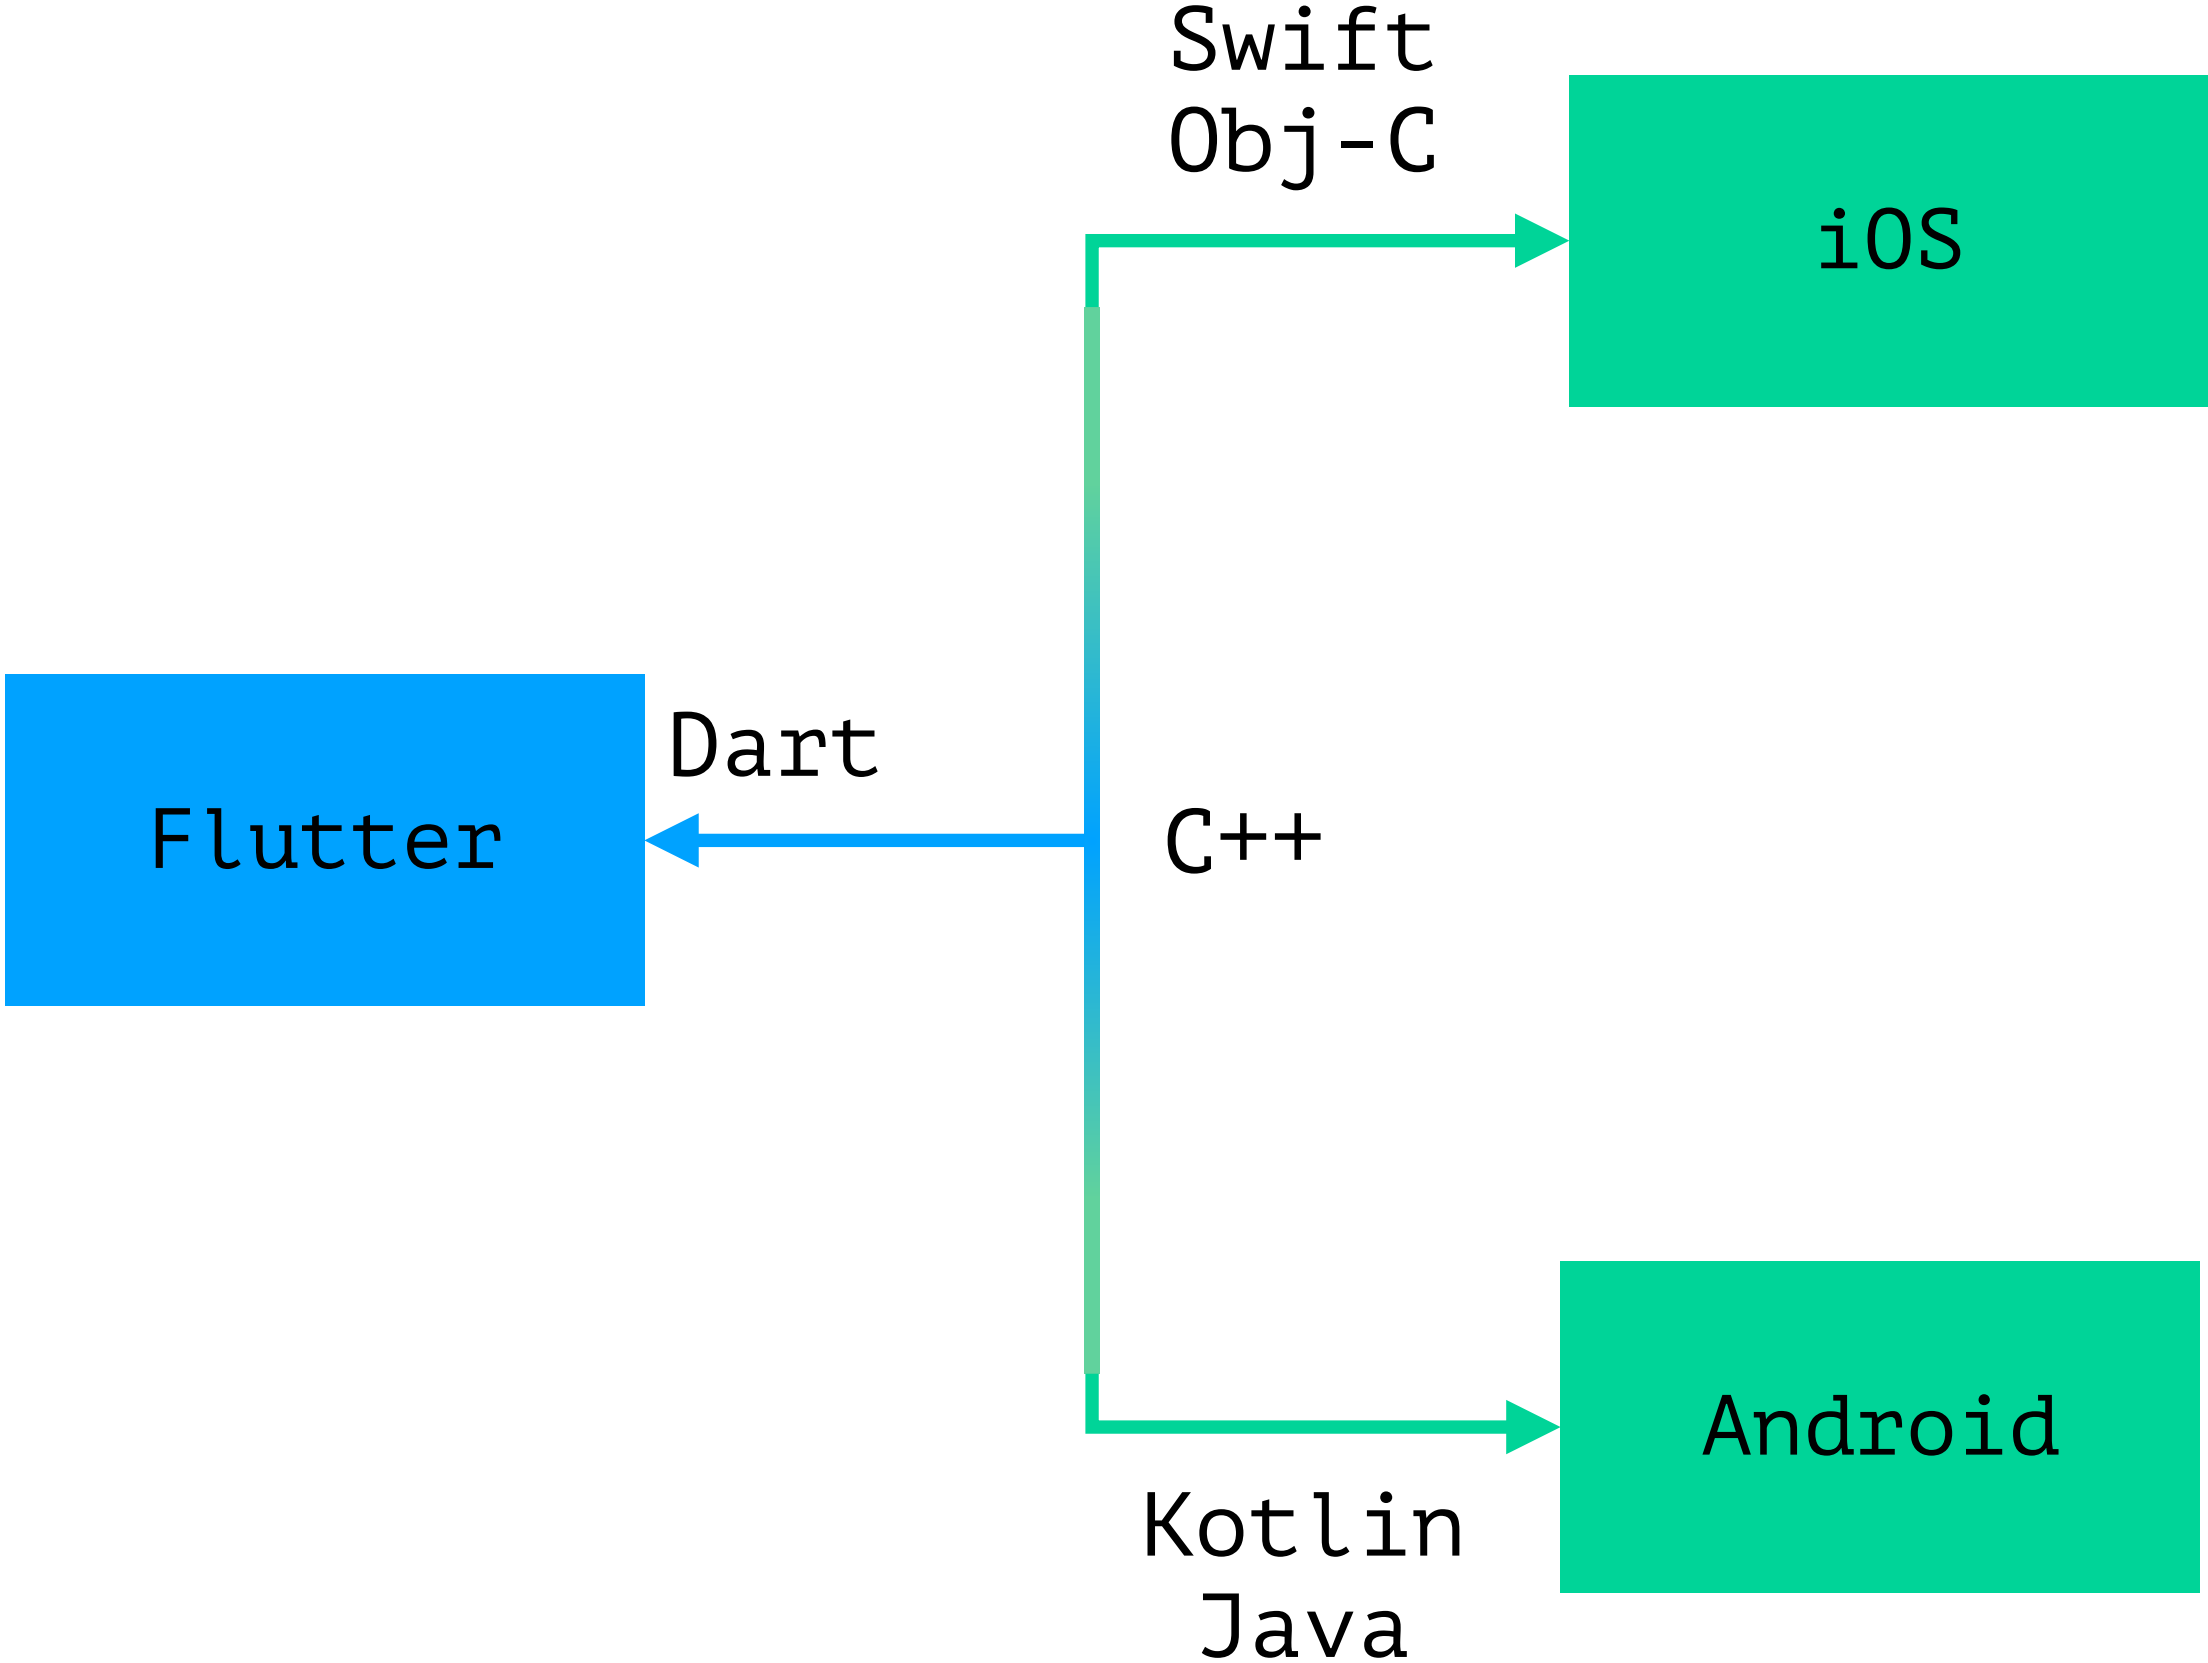 Swift
Obj-C
iOS
Dart
Flutter
C++
Android
Kotlin
Java